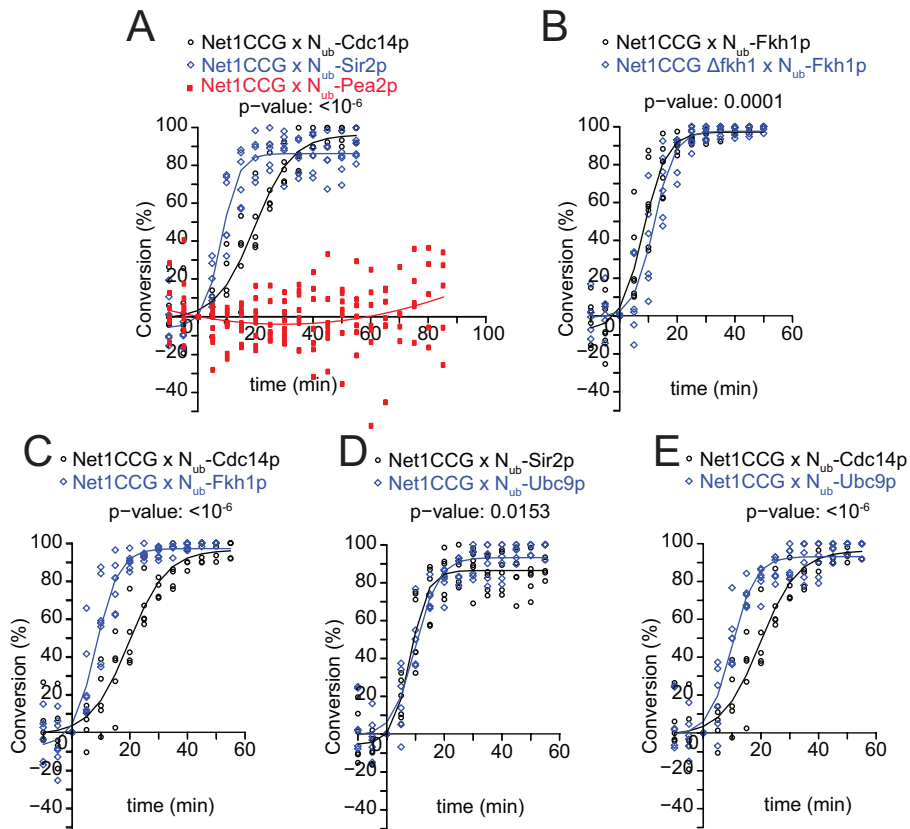 A
Net1CCG x Nub-Cdc14p
Net1CCG x Nub-Sir2p
Net1CCG x Nub-Pea2p
p-value: <10-6
100
80
60
40
20
0
−20
−40
20
40
60
80
100
Conversion (%)
time (min)
B
Net1CCG x Nub-Fkh1p
Net1CCG Δfkh1 x Nub-Fkh1p
p-value: 0.0001
100
80
60
40
20
0
−20
−40
20
40
60
Conversion (%)
time (min)
C
Net1CCG x Nub-Cdc14p
Net1CCG x Nub-Fkh1p
p-value: <10-6
100
80
60
40
20
0
−20
−40
20
40
60
Conversion (%)
time (min)
D
Net1CCG x Nub-Sir2p
Net1CCG x Nub-Ubc9p
p-value: 0.0153
100
80
60
40
20
0
−20
−40
20
40
60
Conversion (%)
time (min)
E
Net1CCG x Nub-Cdc14p
Net1CCG x Nub-Ubc9p
p-value: <10-6
100
80
60
40
20
0
−20
−40
20
40
60
Conversion (%)
time (min)